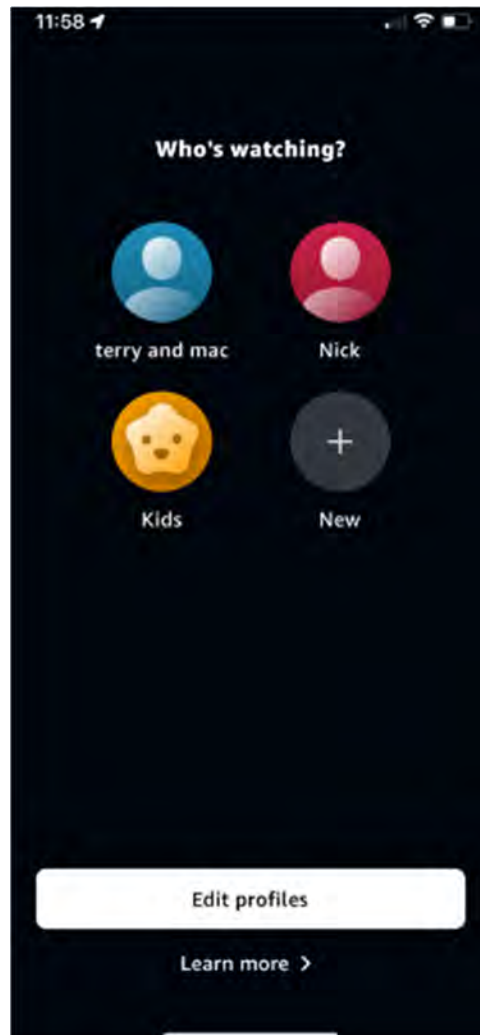 11:58
Who's watching?
terry and mac
Nick
Kids
New
Edit profiles
Learn more